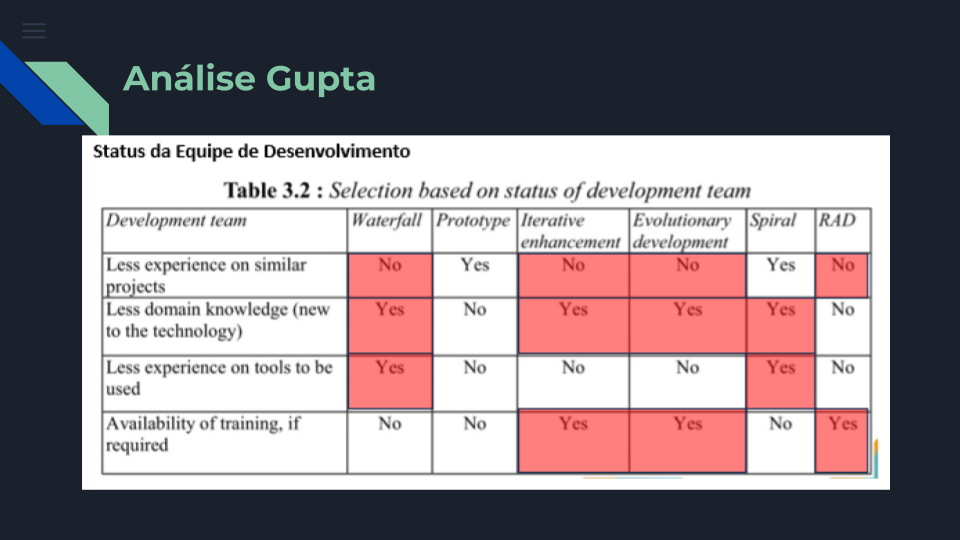 Análise Gupta
Status da Equipe de Desenvolvimento
Table 3.2 : Selection based on status of development team
Development team Waterfall Prototype Iterative enhancement Evolutionary development Spiral RAD
Less experience on similar projects No Yes No No Yes No
Less domain knowledge (new to the technology) Yes No Yes Yes Yes No
Less experience on tools to be used Yes No No No Yes No
Availability of training, if required No No Yes Yes No Yes